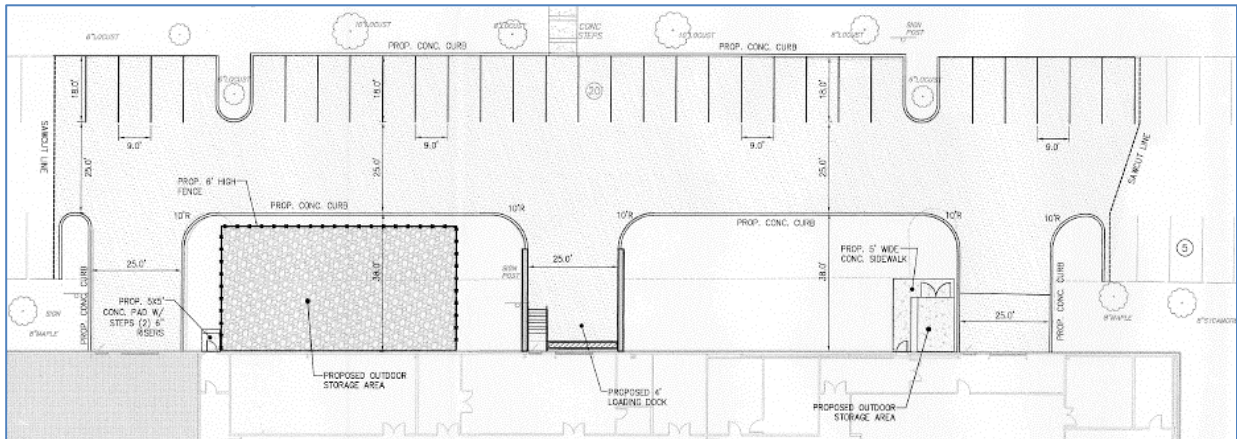 8"LOCUST
10"LOCUST
8"LOCUST
CONC
STEPS
10"LOCUST
8"LOCUST
SIGN
POST
PROP. CONC. CURB
PROP. CONC. CURB
8"LOCUST
8"LOCUST
18.0'
18.0'
18.0'
20
SAWCUT LINE
9.0'
9.0'
9.0'
9.0'
SAWCUT LINE
25.0'
25.0'
25.0'
PROP. 6' HIGH
FENCE
10'R
PROP. CONC. CURB
10'R
10'R
PROP. CONC. CURB
10'R
10'R
PROP. CONC. CURB
25.0'
38.0'
SIGN
POST
25.0'
38.0'
PROP. 5' WIDE
CONC. SIDEWALK
5
PROP. CONC. CURB
SIGN
8"MAPLE
PROP. 5X5'
CONC. PAD W/
STEPS (2) 6"
RISERS
25.0'
8"MAPLE
8"SYCAMORE
PROPOSED OUTDOOR
STORAGE AREA
PROPOSED 4'
LOADING DOCK
PROPOSED OUTDOOR
STORAGE AREA